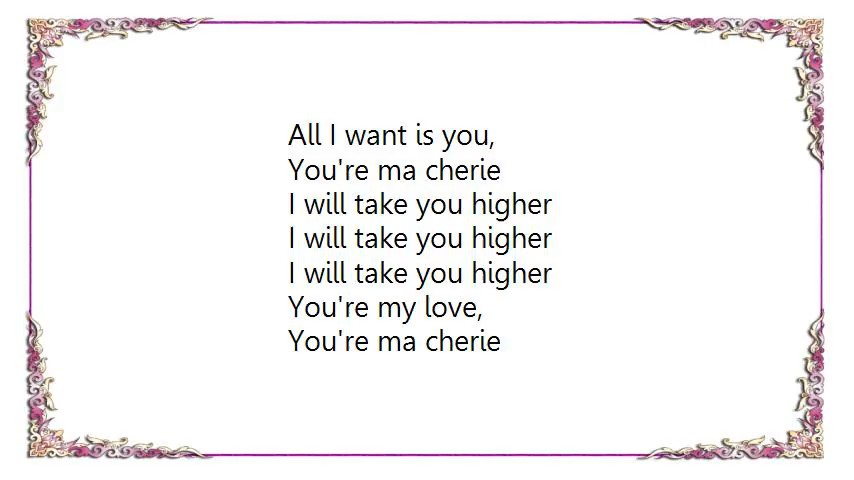 All I want is you,
You're ma cherie
I will take you higher
I will take you higher
I will take you higher
You're my love,
You're ma cherie